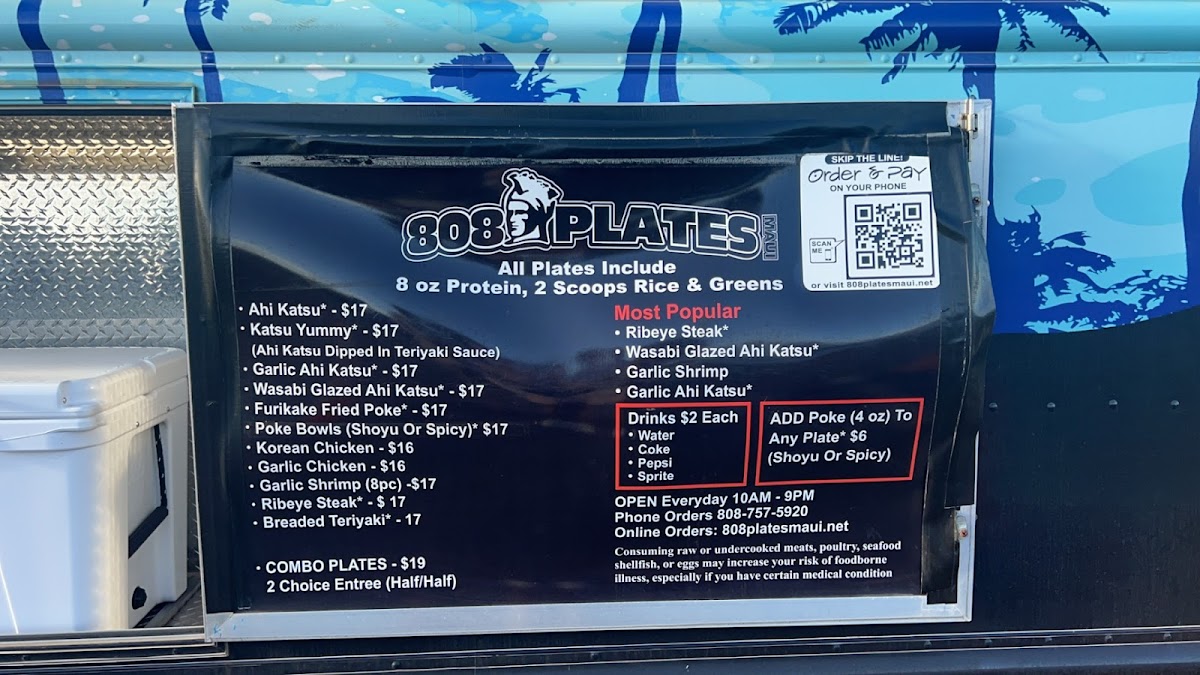 SKIP THE LINE!
Order & Pay
ON YOUR PHONE
SCAN
ME
or visit 808platesmaui.net
808 PLATES MAUI
All Plates Include
8 oz Protein, 2 Scoops Rice & Greens
• Ahi Katsu* - $17
• Katsu Yummy* - $17
(Ahi Katsu Dipped In Teriyaki Sauce)
• Garlic Ahi Katsu* - $17
• Wasabi Glazed Ahi Katsu* - $17
• Furikake Fried Poke* - $17
• Poke Bowls (Shoyu Or Spicy)* $17
• Korean Chicken - $16
• Garlic Chicken - $16
• Garlic Shrimp (8pc) -$17
• Ribeye Steak* - $ 17
• Breaded Teriyaki* - 17
• COMBO PLATES - $19
2 Choice Entree (Half/Half)
Most Popular
• Ribeye Steak*
• Wasabi Glazed Ahi Katsu*
• Garlic Shrimp
• Garlic Ahi Katsu*
Drinks $2 Each
• Water
• Coke
• Pepsi
• Sprite
ADD Poke (4 oz) To
Any Plate* $6
(Shoyu Or Spicy)
OPEN Everyday 10AM - 9PM
Phone Orders 808-757-5920
Online Orders: 808platesmaui.net
Consuming raw or undercooked meats, poultry, seafood
shellfish, or eggs may increase your risk of foodborne
illness, especially if you have certain medical condition